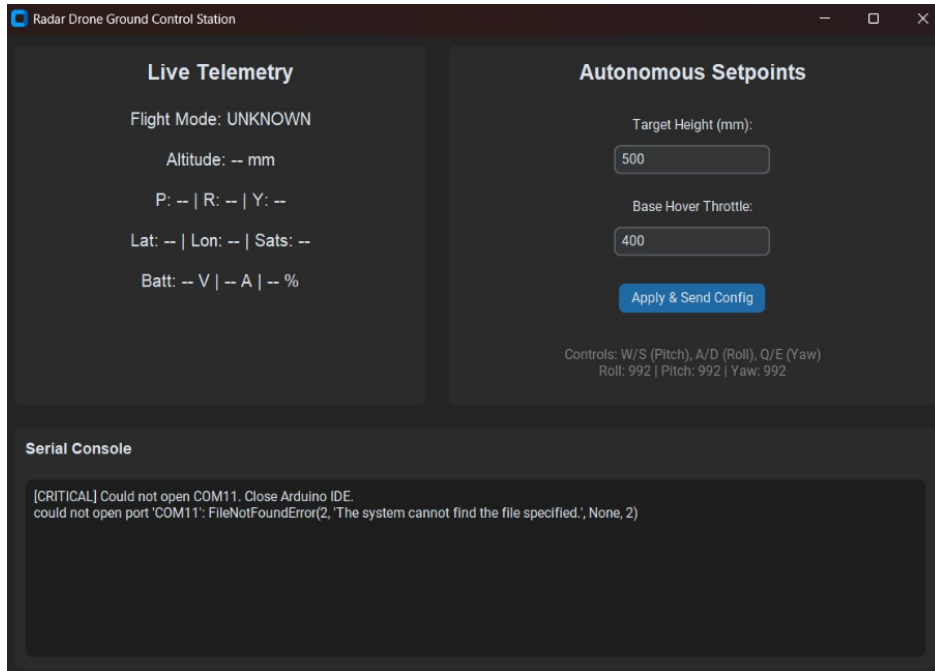 Radar Drone Ground Control Station
Live Telemetry
Flight Mode: UNKNOWN
Altitude: -- mm
P: -- | R: -- | Y: --
Lat: -- | Lon: -- | Sats: --
Batt: -- V | -- A | -- %
Autonomous Setpoints
Target Height (mm):
500
Base Hover Throttle:
400
Apply & Send Config
Controls: W/S (Pitch), A/D (Roll), Q/E (Yaw)
Roll: 992 | Pitch: 992 | Yaw: 992
Serial Console
[CRITICAL] Could not open COM11. Close Arduino IDE.
could not open port 'COM11': FileNotFoundError(2, 'The system cannot find the file specified.', None, 2)